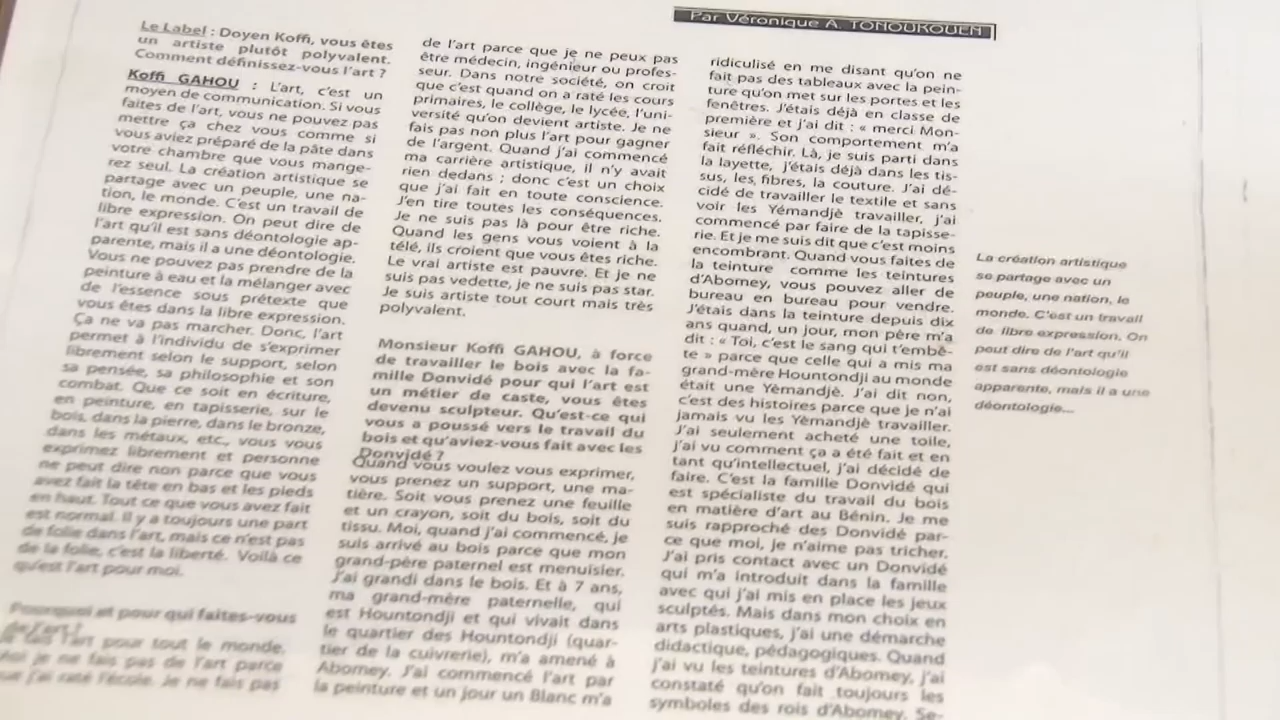 Par Véronique A. TONOUKOUEN
Le Label : Doyen Koffi, vous êtes
un artiste plutôt polyvalent.
Comment définissez-vous l'art ?
Koffi GAHOU : L'art, c'est un
moyen de communication. Si vous
faites de l'art, vous ne pouvez pas
mettre ça chez vous comme si
vous aviez préparé de la pâte dans
votre chambre que vous mange-
rez seul. La création artistique se
partage avec un peuple, une na-
tion, le monde. C'est un travail de
libre expression. On peut dire de
l'art qu'il est sans déontologie ap-
parente, mais il a une déontologie.
Vous ne pouvez pas prendre de la
peinture à eau et la mélanger avec
de l'essence sous prétexte que
vous êtes dans la libre expression.
Ça ne va pas marcher. Donc, l'art
permet à l'individu de s'exprimer
librement selon le support, selon
sa pensée, sa philosophie et son
combat. Que ce soit en écriture,
en peinture, en tapisserie, sur le
bois, dans la pierre, dans le bronze,
dans les métaux, etc., vous vous
exprimez librement et personne
ne peut dire non parce que vous
avez fait la tête en bas et les pieds
en haut. Tout ce que vous avez fait
est normal. Il y a toujours une part
de folie dans l'art, mais ce n'est pas
de la folie, c'est la liberté. Voilà ce
qu'est l'art pour moi.
Pourquoi et pour qui faites-vous
de l'art ?
Je fais l'art pour tout le monde.
Moi je ne fais pas de l'art parce
que j'ai raté l'école. Je ne fais pas
de l'art parce que je ne peux pas
être médecin, ingénieur ou profes-
seur. Dans notre société, on croit
que c'est quand on a raté les cours
primaires, le collège, le lycée, l'uni-
versité qu'on devient artiste. Je ne
fais pas non plus l'art pour gagner
de l'argent. Quand j'ai commencé
ma carrière artistique, il n'y avait
rien dedans ; donc c'est un choix
que j'ai fait en toute conscience.
J'en tire toutes les conséquences.
Je ne suis pas là pour être riche.
Quand les gens vous voient à la
télé, ils croient que vous êtes riche.
Le vrai artiste est pauvre. Et je ne
suis pas vedette, je ne suis pas star.
Je suis artiste tout court mais très
polyvalent.
Monsieur Koffi GAHOU, à force
de travailler le bois avec la fa-
mille Donvidé pour qui l'art est
un métier de caste, vous êtes
devenu sculpteur. Qu'est-ce qui
vous a poussé vers le travail du
bois et qu'aviez-vous fait avec les
Donvidé ?
Quand vous voulez vous exprimer,
vous prenez un support, une ma-
tière. Soit vous prenez une feuille
et un crayon, soit du bois, soit du
tissu. Moi, quand j'ai commencé, je
suis arrivé au bois parce que mon
grand-père paternel est menuisier.
J'ai grandi dans le bois. Et à 7 ans,
ma grand-mère paternelle, qui
est Hountondji et qui vivait dans
le quartier des Hountondji (quar-
tier de la cuivrerie), m'a amené à
Abomey. J'ai commencé l'art par
la peinture et un jour un Blanc m'a
ridiculisé en me disant qu'on ne
fait pas des tableaux avec la pein-
ture qu'on met sur les portes et les
fenêtres. J'étais déjà en classe de
première et j'ai dit : « merci Mon-
sieur ». Son comportement m'a
fait réfléchir. Là, je suis parti dans
la layette, j'étais déjà dans les tis-
sus, les fibres, la couture. J'ai dé-
cidé de travailler le textile et sans
voir les Yémandjè travailler, j'ai
commencé par faire de la tapisse-
rie. Et je me suis dit que c'est moins
encombrant. Quand vous faites de
la teinture comme les teintures
d'Abomey, vous pouvez aller de
bureau en bureau pour vendre.
J'étais dans la teinture depuis dix
ans quand, un jour, mon père m'a
dit : « Toi, c'est le sang qui t'embê-
te » parce que celle qui a mis ma
grand-mère Hountondji au monde
était une Yèmandjè. J'ai dit non,
c'est des histoires parce que je n'ai
jamais vu les Yèmandjè travailler.
J'ai seulement acheté une toile,
j'ai vu comment ça a été fait et en
tant qu'intellectuel, j'ai décidé de
faire. C'est la famille Donvidé qui
est spécialiste du travail du bois
en matière d'art au Bénin. Je me
suis rapproché des Donvidé par-
ce que moi, je n'aime pas tricher.
J'ai pris contact avec un Donvidé
qui m'a introduit dans la famille
avec qui j'ai mis en place les jeux
sculptés. Mais dans mon choix en
arts plastiques, j'ai une démarche
didactique, pédagogiques. Quand
j'ai vu les teintures d'Abomey, j'ai
constaté qu'on fait toujours les
symboles des rois d'Abomey. Se-
La création artistique
se partage avec un
peuple, une nation, le
monde. C'est un travail
de libre expression. On
peut dire de l'art qu'il
est sans déontologie
apparente, mais il a une
déontologie...